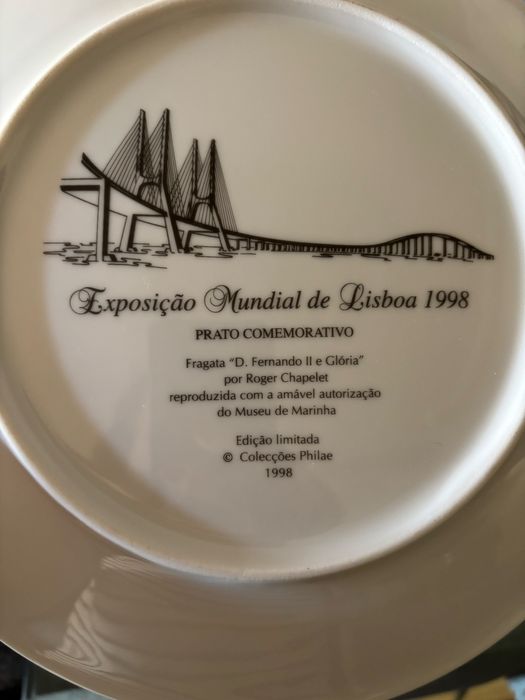 Exposição Mundial de Lisboa 1998
PRATO COMEMORATIVO
Fragata "D. Fernando II e Glória"
por Roger Chapelet
reproduzida com a amável autorização
do Museu de Marinha
Edição limitada
© Colecções Philae
1998